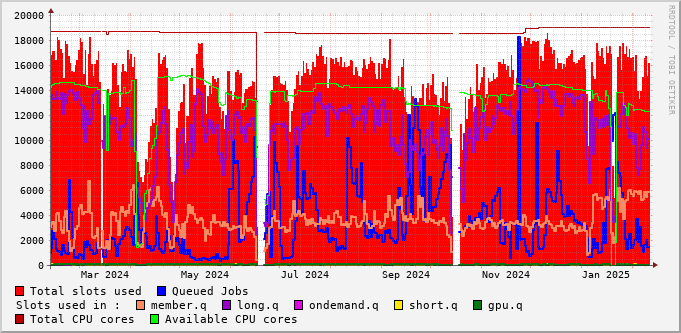 20000
18000
16000
14000
12000
10000
8000
6000
4000
2000
0
Mar 2024 May 2024 Jul 2024 Sep 2024 Nov 2024 Jan 2025
RRDTOOL / TOBI OETIKER
Total slots used Queued Jobs
Slots used in : member.q long.q ondemand.q short.q gpu.q
Total CPU cores Available CPU cores